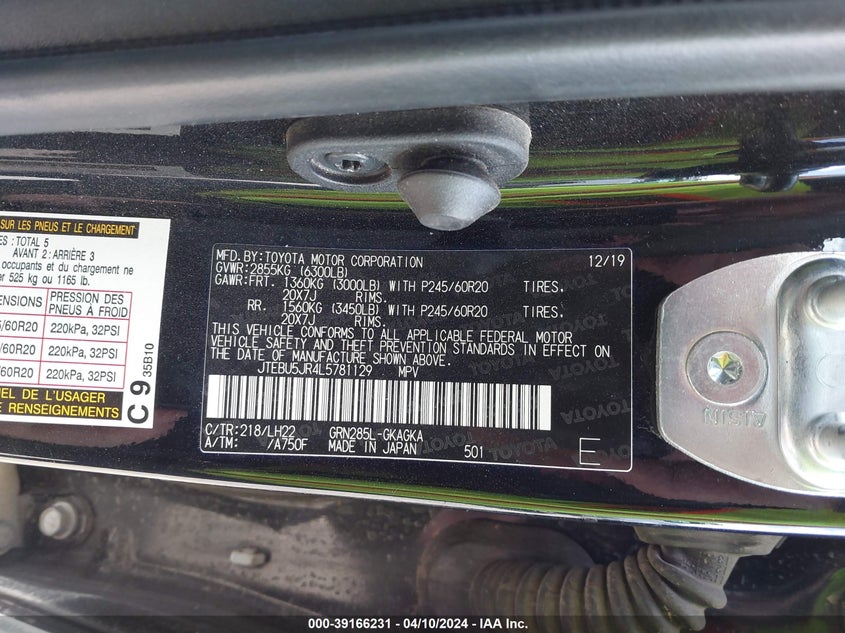 SUR LES PNEUS ET LE CHARGEMENT
ES : TOTAL 5
AVANT 2 : ARRIÈRE 3
occupants et du chargement ne
er 525 kg ou 1165 lb.
ENSIONS PRESSION DES PNEUS À FROID
/60R20 220kPa, 32PSI
/60R20 220kPa, 32PSI
/60R20 220kPa, 32PSI
EL DE L'USAGER
E RENSEIGNEMENTS
C 9 35B10
MFD. BY: TOYOTA MOTOR CORPORATION 12/19
GVWR: 2855KG (6300LB)
GAWR: FRT. 1360KG (3000LB) WITH P245/60R20 TIRES,
20X7J RIMS.
RR. 1560KG (3450LB) WITH P245/60R20 TIRES,
20X7J RIMS.
THIS VEHICLE CONFORMS TO ALL APPLICABLE FEDERAL MOTOR
VEHICLE SAFETY AND THEFT PREVENTION STANDARDS IN EFFECT ON
THE DATE OF MANUFACTURE SHOWN ABOVE.
JTEBU5JR4L5781129 MPV
C/TR: 218/LH22 GRN285L-GKAGKA
A/TM: /A750F MADE IN JAPAN 501 E
AISIN
000-39166231 - 04/10/2024 - IAA Inc.